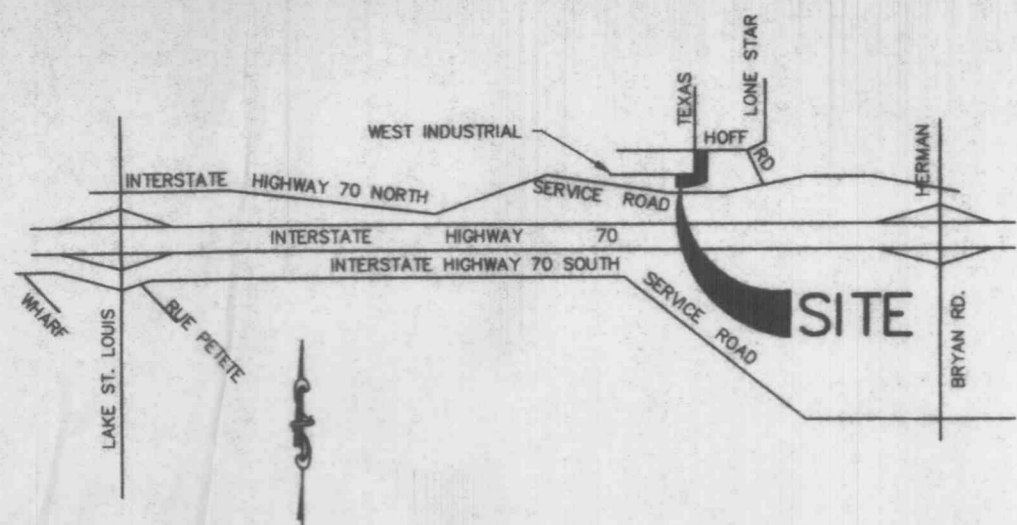 TEXAS
LONE STAR
WEST INDUSTRIAL
HOFF RD
HERMAN
INTERSTATE HIGHWAY 70 NORTH
SERVICE ROAD
INTERSTATE HIGHWAY 70
INTERSTATE HIGHWAY 70 SOUTH
SERVICE ROAD
SITE
WHARF
RUE PETETE
LAKE ST. LOUIS
BRYAN RD.